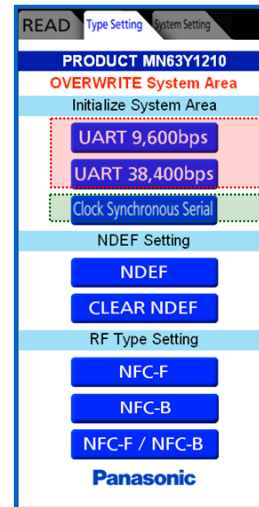 READ Type Setting System Setting
PRODUCT MN63Y1210
OVERWRITE System Area
Initialize System Area
UART 9,600bps
UART 38,400bps
Clock Synchronous Serial
NDEF Setting
NDEF
CLEAR NDEF
RF Type Setting
NFC-F
NFC-B
NFC-F / NFC-B
Panasonic